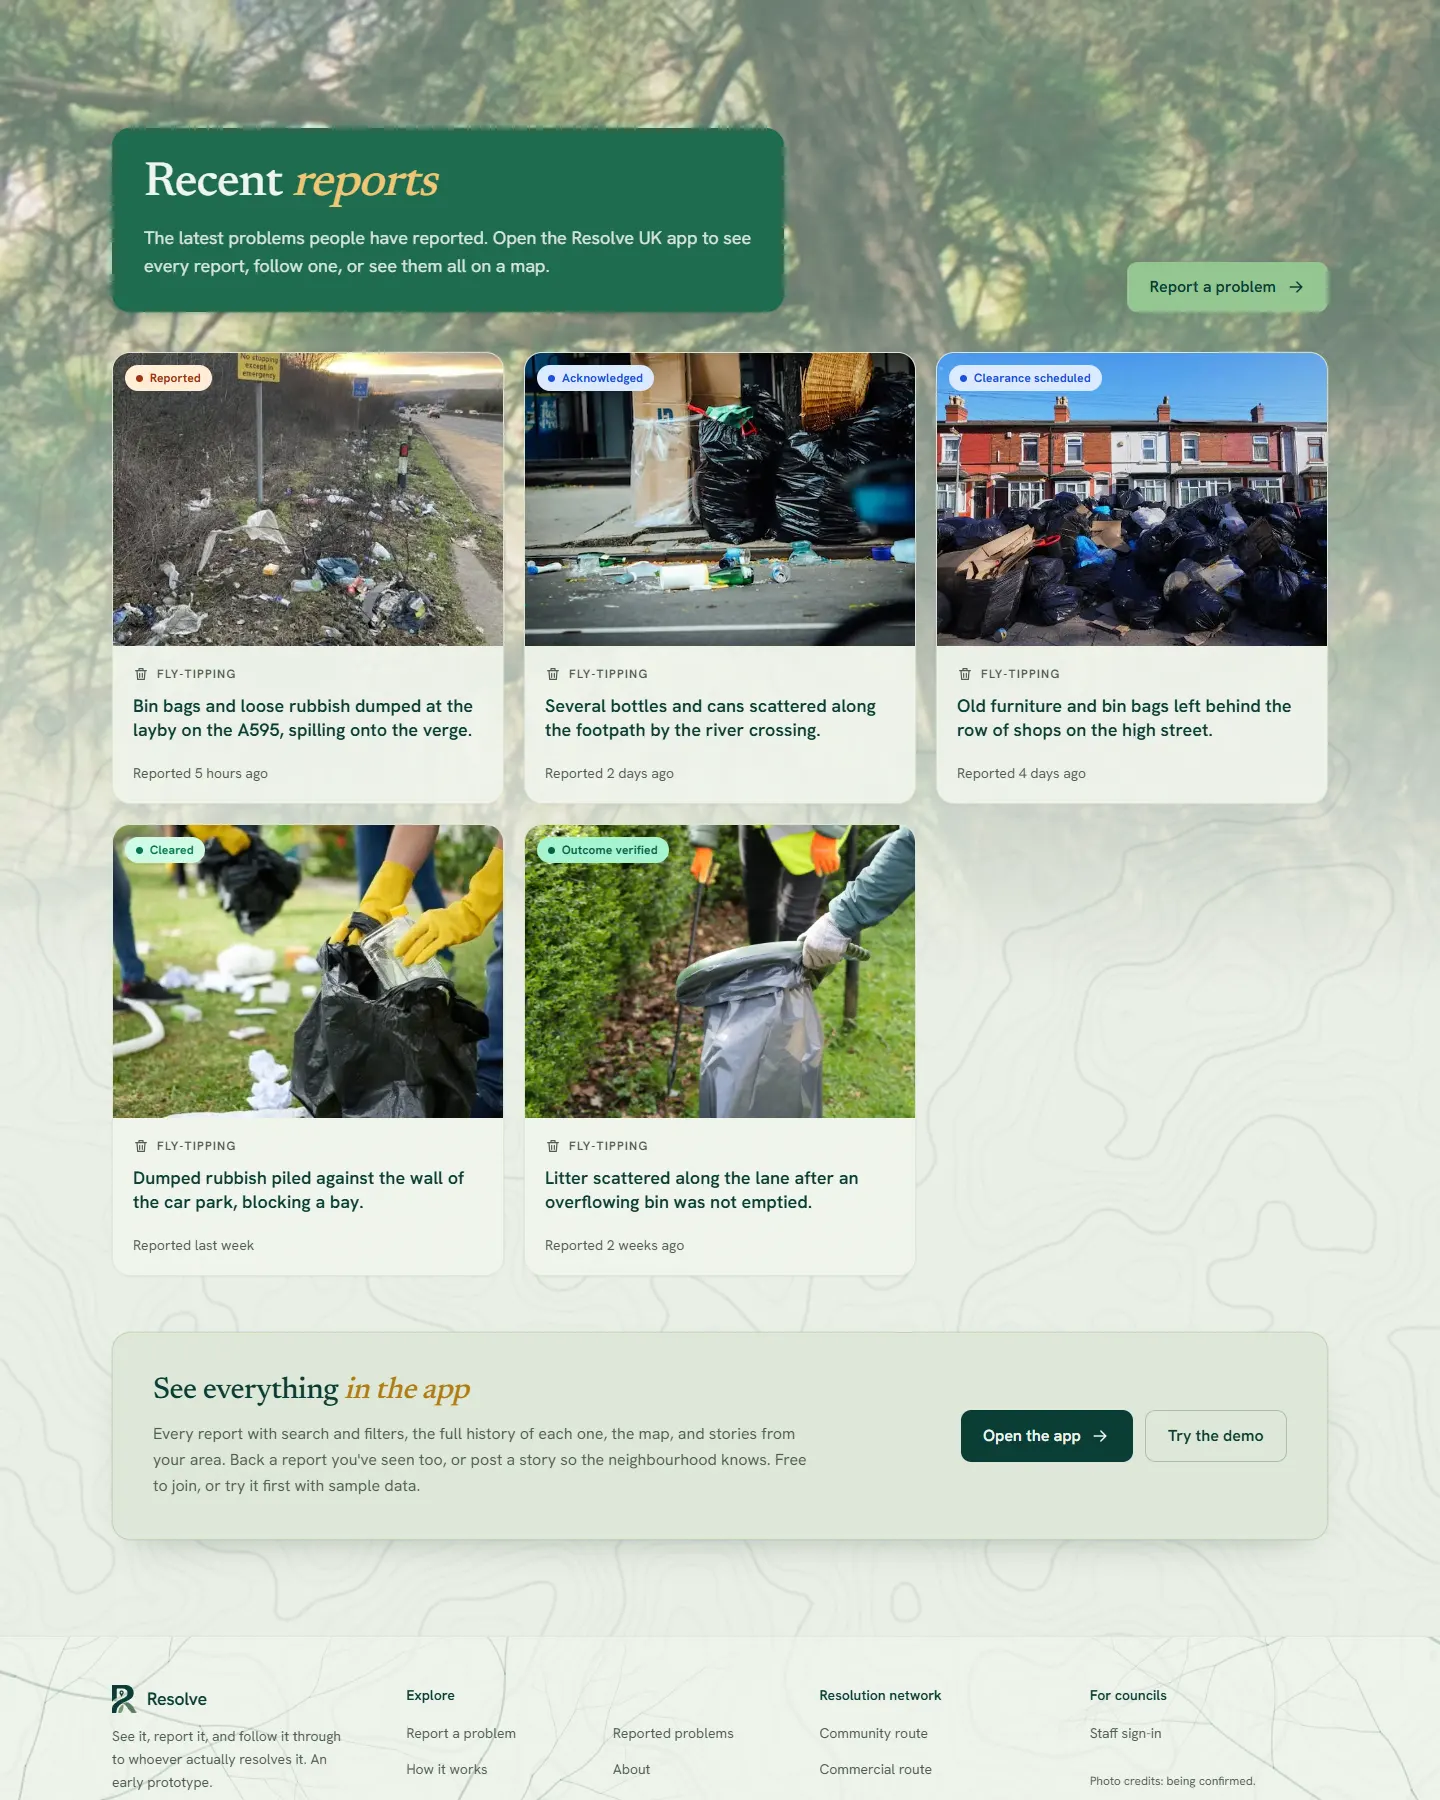 Recent reports
The latest problems people have reported. Open the Resolve UK app to see
every report, follow one, or see them all on a map.
Report a problem
Reported
No stopping
except in
emergency
Acknowledged
Clearance scheduled
FLY-TIPPING
Bin bags and loose rubbish dumped at the
layby on the A595, spilling onto the verge.
Reported 5 hours ago
FLY-TIPPING
Several bottles and cans scattered along
the footpath by the river crossing.
Reported 2 days ago
FLY-TIPPING
Old furniture and bin bags left behind the
row of shops on the high street.
Reported 4 days ago
Cleared
Outcome verified
FLY-TIPPING
Dumped rubbish piled against the wall of
the car park, blocking a bay.
Reported last week
FLY-TIPPING
Litter scattered along the lane after an
overflowing bin was not emptied.
Reported 2 weeks ago
See everything in the app
Every report with search and filters, the full history of each one, the map, and stories from
your area. Back a report you've seen too, or post a story so the neighbourhood knows. Free
to join, or try it first with sample data.
Open the app
Try the demo
Resolve
See it, report it, and follow it through
to whoever actually resolves it. An
early prototype.
Explore
Report a problem
How it works
Reported problems
About
Resolution network
Community route
Commercial route
For councils
Staff sign-in
Photo credits: being confirmed.